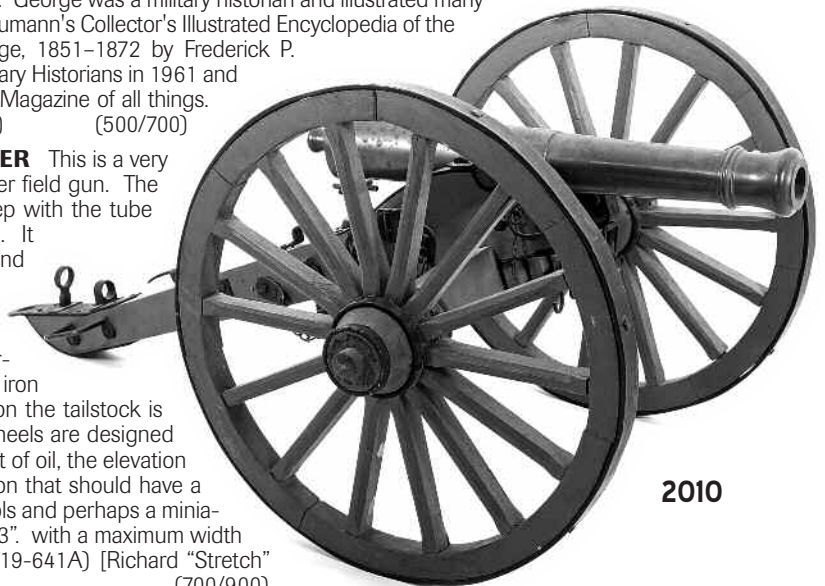 George was a military historian and illustrated many
umann's Collector's Illustrated Encyclopedia of the
ge, 1851–1872 by Frederick P.
ary Historians in 1961 and
Magazine of all things.
) (500/700)
ER This is a very
er field gun. The
ep with the tube
. It
nd
r-
iron
on the tailstock is
heels are designed
t of oil, the elevation
on that should have a
ols and perhaps a minia-
3”. with a maximum width
19-641A) [Richard “Stretch”
(700/900)
2010